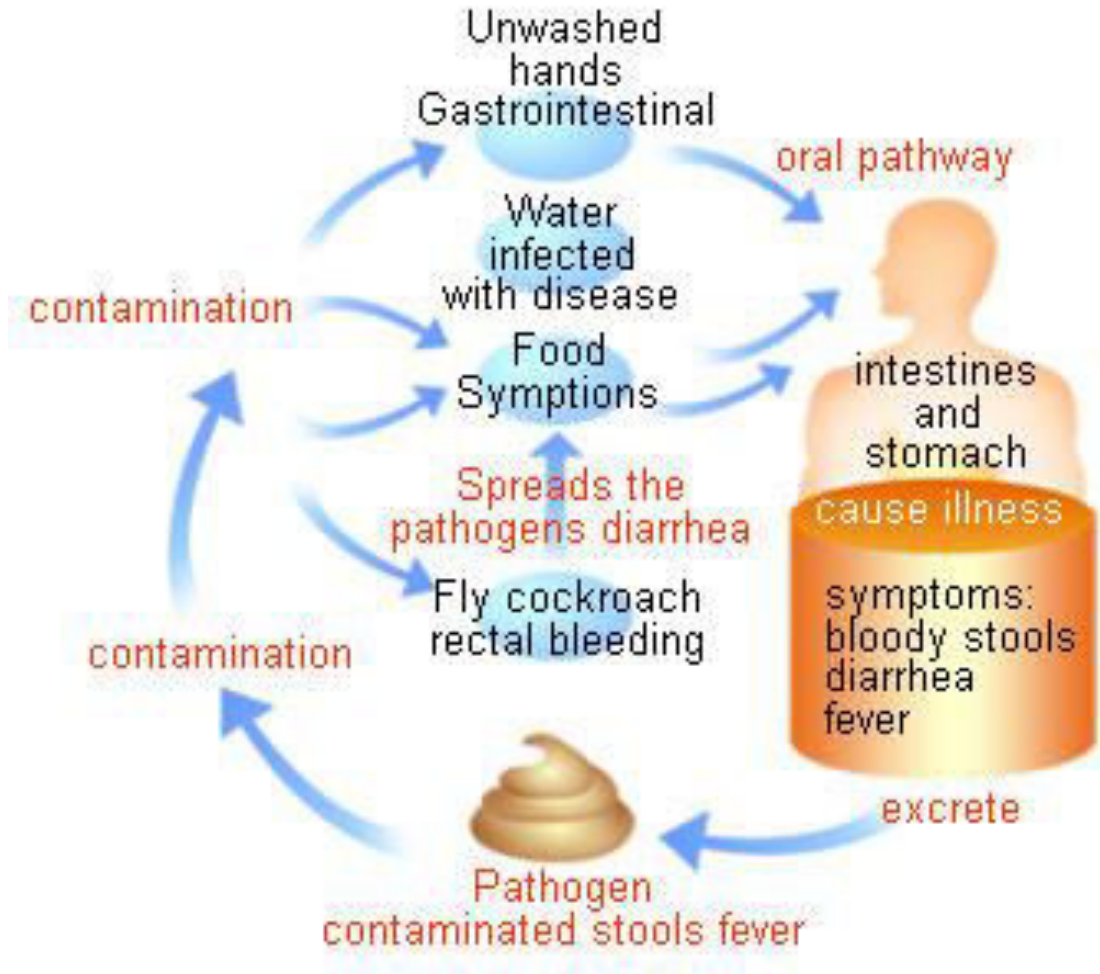 Unwashed
hands
Gastrointestinal
oral pathway
Water
infected
with disease
contamination
Food
Symptions
intestines
and
stomach
Spreads the
pathogens diarrhea
cause illness
Fly cockroach
rectal bleeding
symptoms:
bloody stools
diarrhea
fever
contamination
excrete
Pathogen
contaminated stools fever